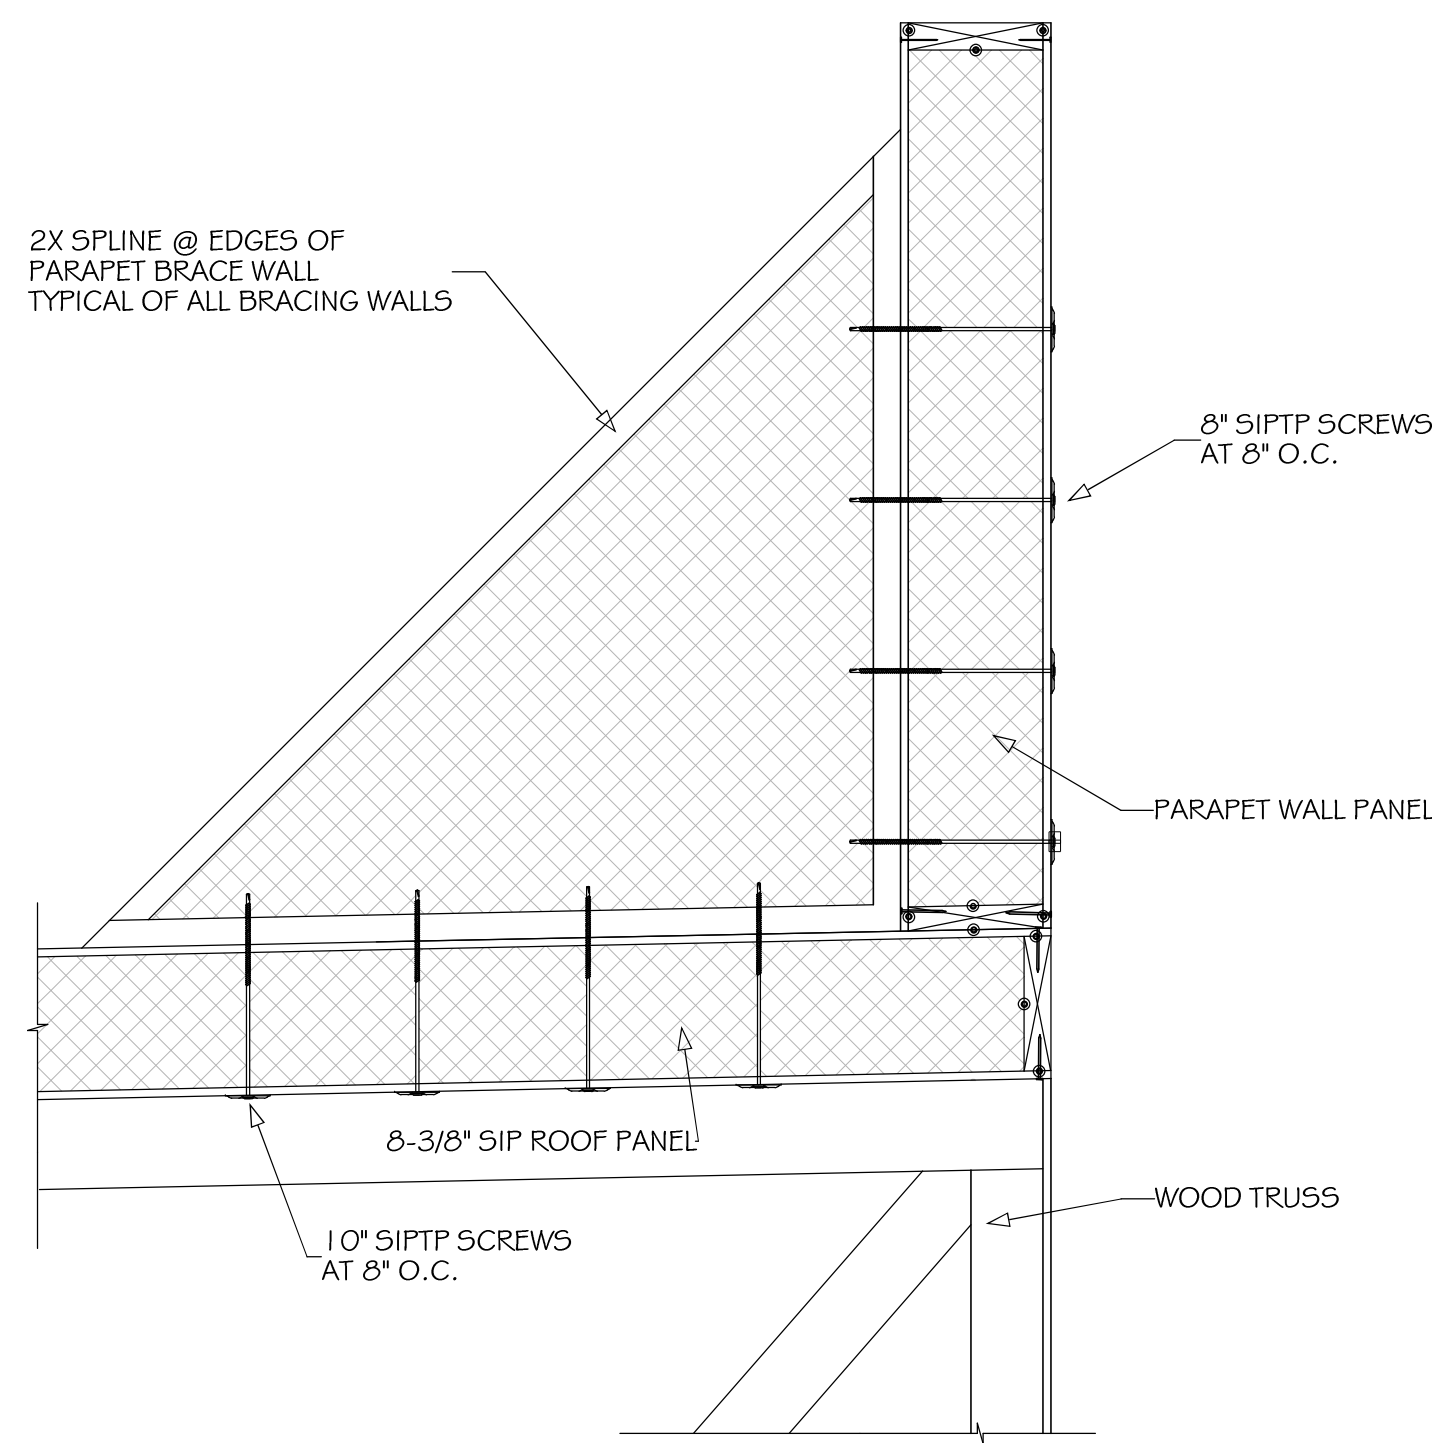 2X SPLINE @ EDGES OF
PARAPET BRACE WALL
TYPICAL OF ALL BRACING WALLS
8" SIPTP SCREWS
AT 8" O.C.
PARAPET WALL PANEL
8-3/8" SIP ROOF PANEL
WOOD TRUSS
10" SIPTP SCREWS
AT 8" O.C.